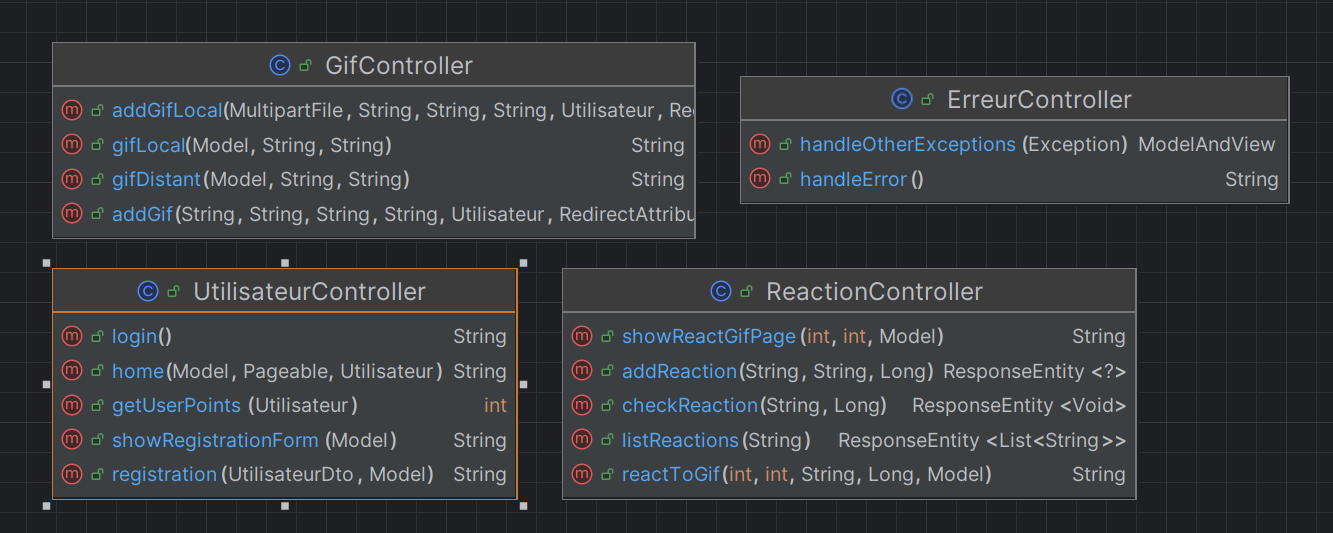 GifController
addGifLocal(MultipartFile, String, String, String, Utilisateur, Re
gifLocal(Model, String, String) String
gifDistant(Model, String, String) String
addGif(String, String, String, String, Utilisateur, RedirectAttribu
ErreurController
handleOtherExceptions (Exception) ModelAndView
handleError () String
UtilisateurController
login() String
home(Model, Pageable, Utilisateur) String
getUserPoints (Utilisateur) int
showRegistrationForm (Model) String
registration (UtilisateurDto, Model) String
ReactionController
showReactGifPage (int, int, Model) String
addReaction(String, String, Long) ResponseEntity <?>
checkReaction(String, Long) ResponseEntity <Void>
listReactions (String) ResponseEntity <List<String>>
reactToGif(int, int, String, Long, Model) String